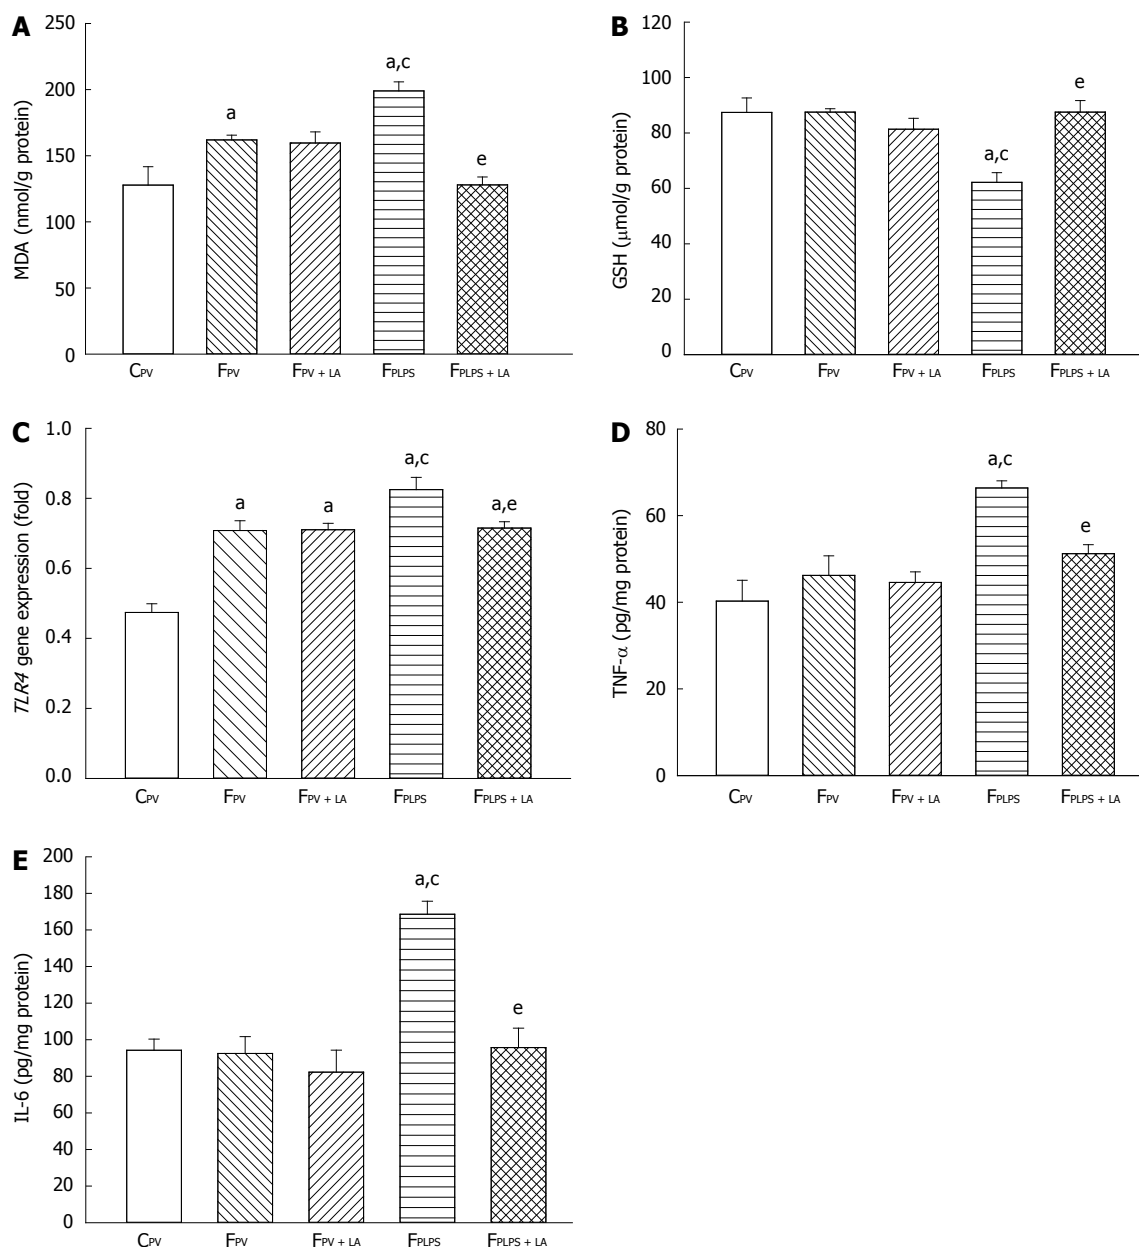 A
MDA (nmol/g protein)
250
200
150
100
50
0
a
a,c
e
CPV FPV FPV + LA FPLPS FPLPS + LA
B
GSH (μmol/g protein)
120
100
80
60
40
20
0
a,c
e
CPV FPV FPV + LA FPLPS FPLPS + LA
C
TLR4 gene expression (fold)
1.0
0.8
0.6
0.4
0.2
0.0
a
a
a,c
a,e
CPV FPV FPV + LA FPLPS FPLPS + LA
D
TNF-α (pg/mg protein)
80
60
40
20
0
a,c
e
CPV FPV FPV + LA FPLPS FPLPS + LA
E
IL-6 (pg/mg protein)
200
180
160
140
120
100
80
60
40
20
0
a,c
e
CPV FPV FPV + LA FPLPS FPLPS + LA